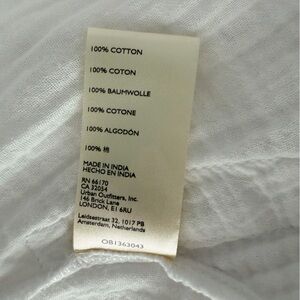 100% COTTON
100% COTON
100% BAUMWOLLE
100% COTONE
100% ALGODÓN
100% 棉
MADE IN INDIA
HECHO EN INDIA
RN 66170
CA 32054
Urban Outfitters, Inc.
146 Brick Lane
LONDON, E1 6RU
Leidsestraat 32, 1017 PB
Amsterdam, Netherlands
OB1363043